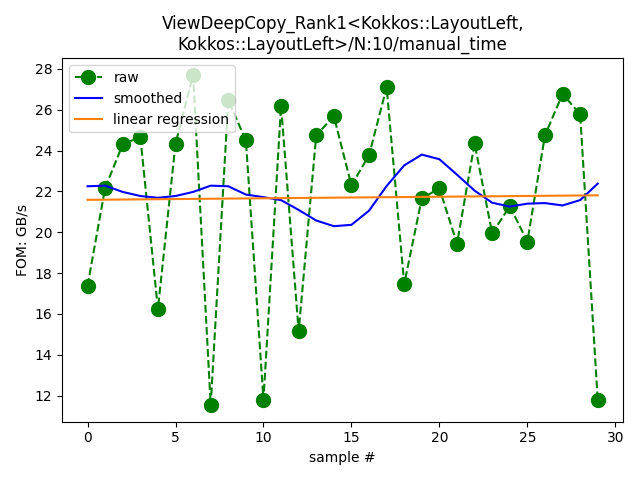 ViewDeepCopy_Rank1<Kokkos::LayoutLeft,
Kokkos::LayoutLeft>/N:10/manual_time
raw
smoothed
linear regression
FOM: GB/s
28
26
24
22
20
18
16
14
12
0
5
10
15
20
25
30
sample #